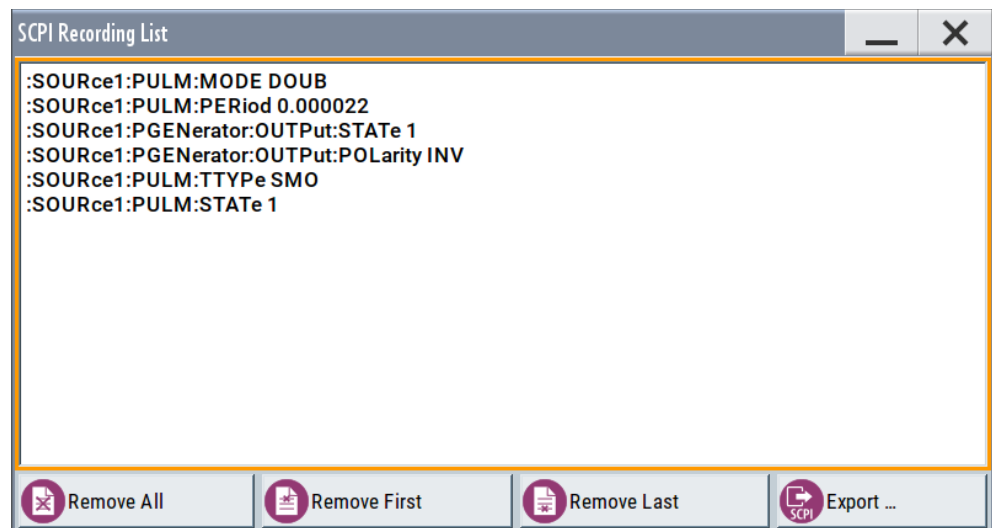 SCPI Recording List
:SOURce1:PULM:MODE DOUB
:SOURce1:PULM:PERiod 0.000022
:SOURce1:PGENerator:OUTPut:STATe 1
:SOURce1:PGENerator:OUTPut:POLarity INV
:SOURce1:PULM:TTYPe SMO
:SOURce1:PULM:STATe 1
Remove All
Remove First
Remove Last
SCPI
Export ...